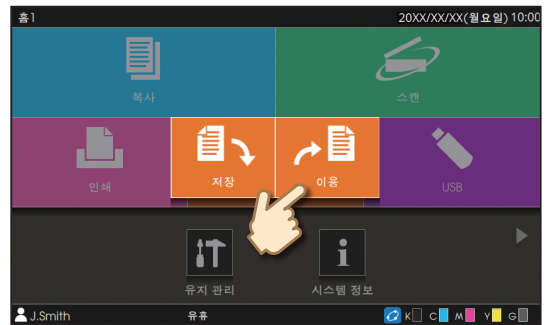 홈1 20XX/XX/XX(월요일) 10:00
복사 스캔
인쇄 저장 이용 USB
유지 관리 시스템 정보
J.Smith 유휴 K C M Y G